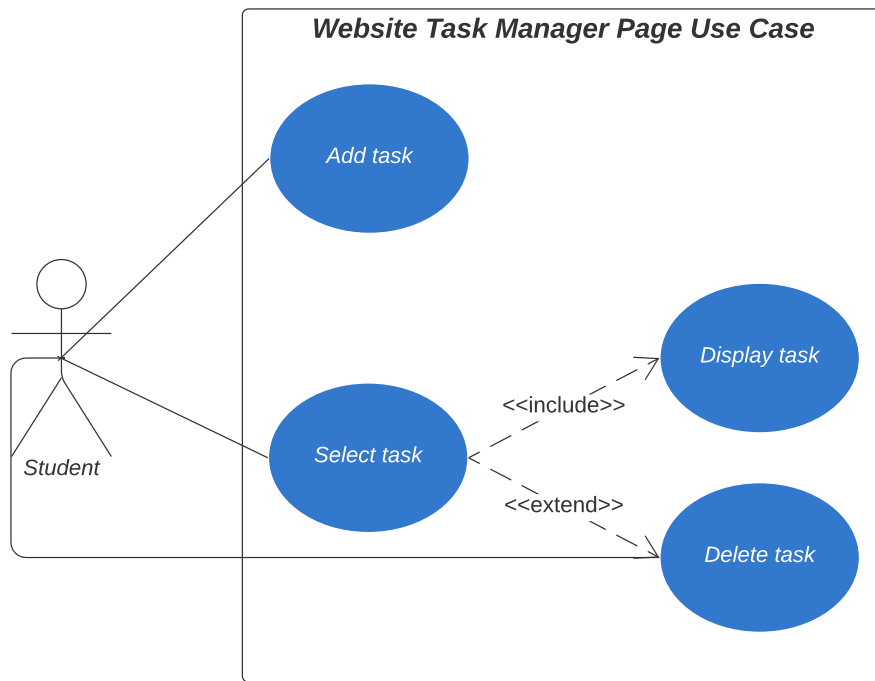 Website Task Manager Page Use Case
Add task
Display task
<<include>>
Select task
Student
<<extend>>
Delete task